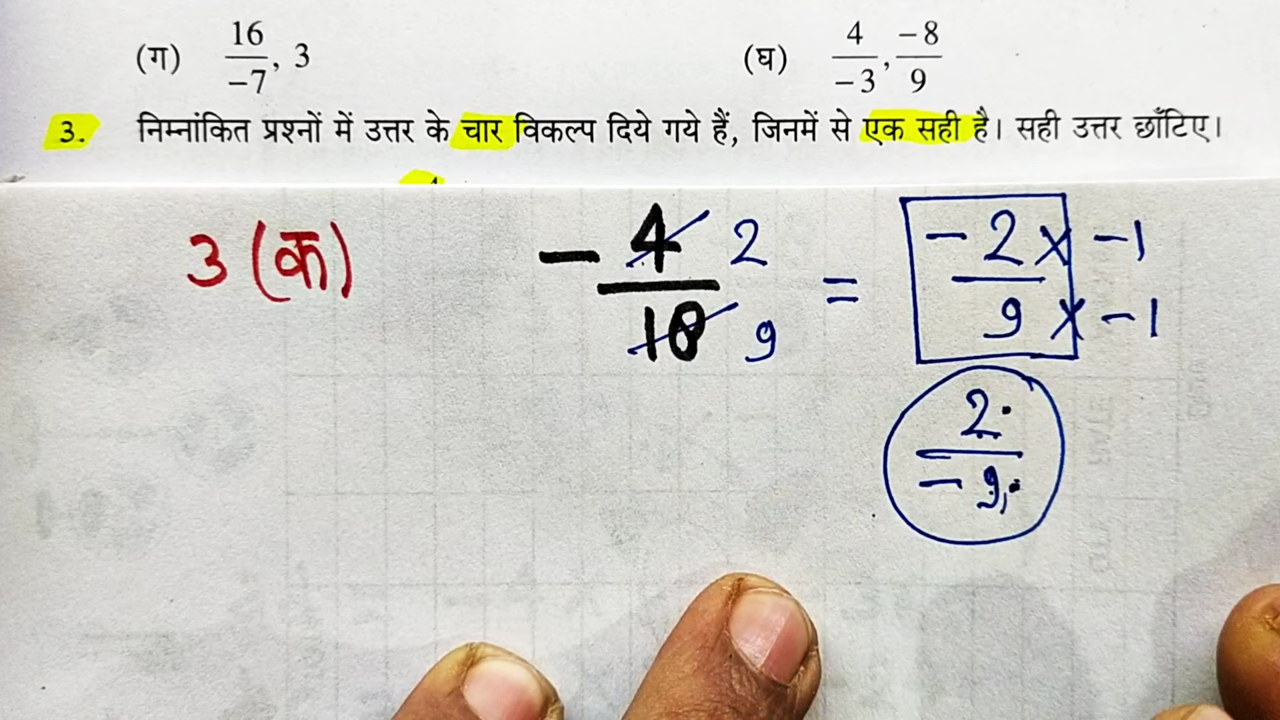 (ग) 16/-7, 3 (घ) 4/-3, -8/9
3. निम्नांकित प्रश्नों में उत्तर के चार विकल्प दिये गये हैं, जिनमें से एक सही है। सही उत्तर छाँटिए।
3 (क) - 4/18 2/9 = - 2 x -1 / 9 x -1
2/-9